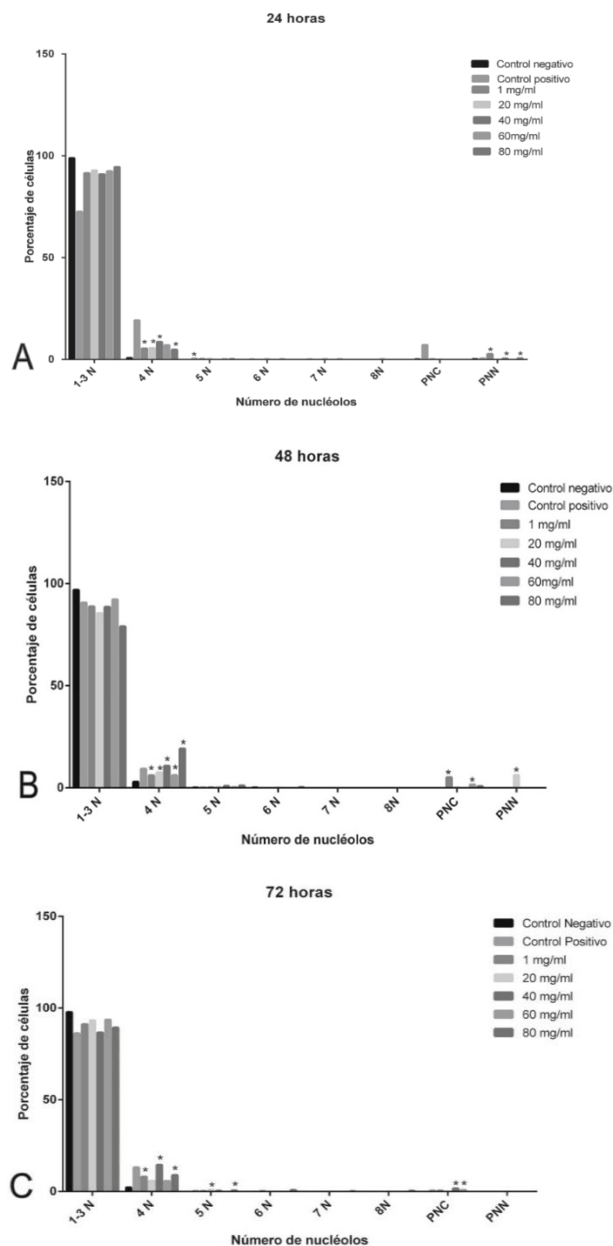 24 horas
Porcentaje de células
150
100
50
0
Control negativo
Control positivo
1 mg/ml
20 mg/ml
40 mg/ml
60mg/ml
80 mg/ml
* * * *
*
*
* *
A
1-3 N
4 N
5 N
6 N
7 N
8N
PNC
PNN
Número de nucléolos
48 horas
Porcentaje de células
150
100
50
0
Control negativo
Control positivo
1 mg/ml
20 mg/ml
40 mg/ml
60mg/ml
80 mg/ml
* * * * *
* *
*
B
1-3 N
4 N
5 N
6 N
7 N
8N
PNC
PNN
Número de nucléolos
72 horas
Porcentaje de células
150
100
50
0
Control Negativo
Control Positivo
1 mg/ml
20 mg/ml
40 mg/ml
60 mg/ml
80 mg/ml
* * *
* *
**
C
1-3 N
4 N
5 N
6 N
7 N
8N
PNC
PNN
Número de nucléolos